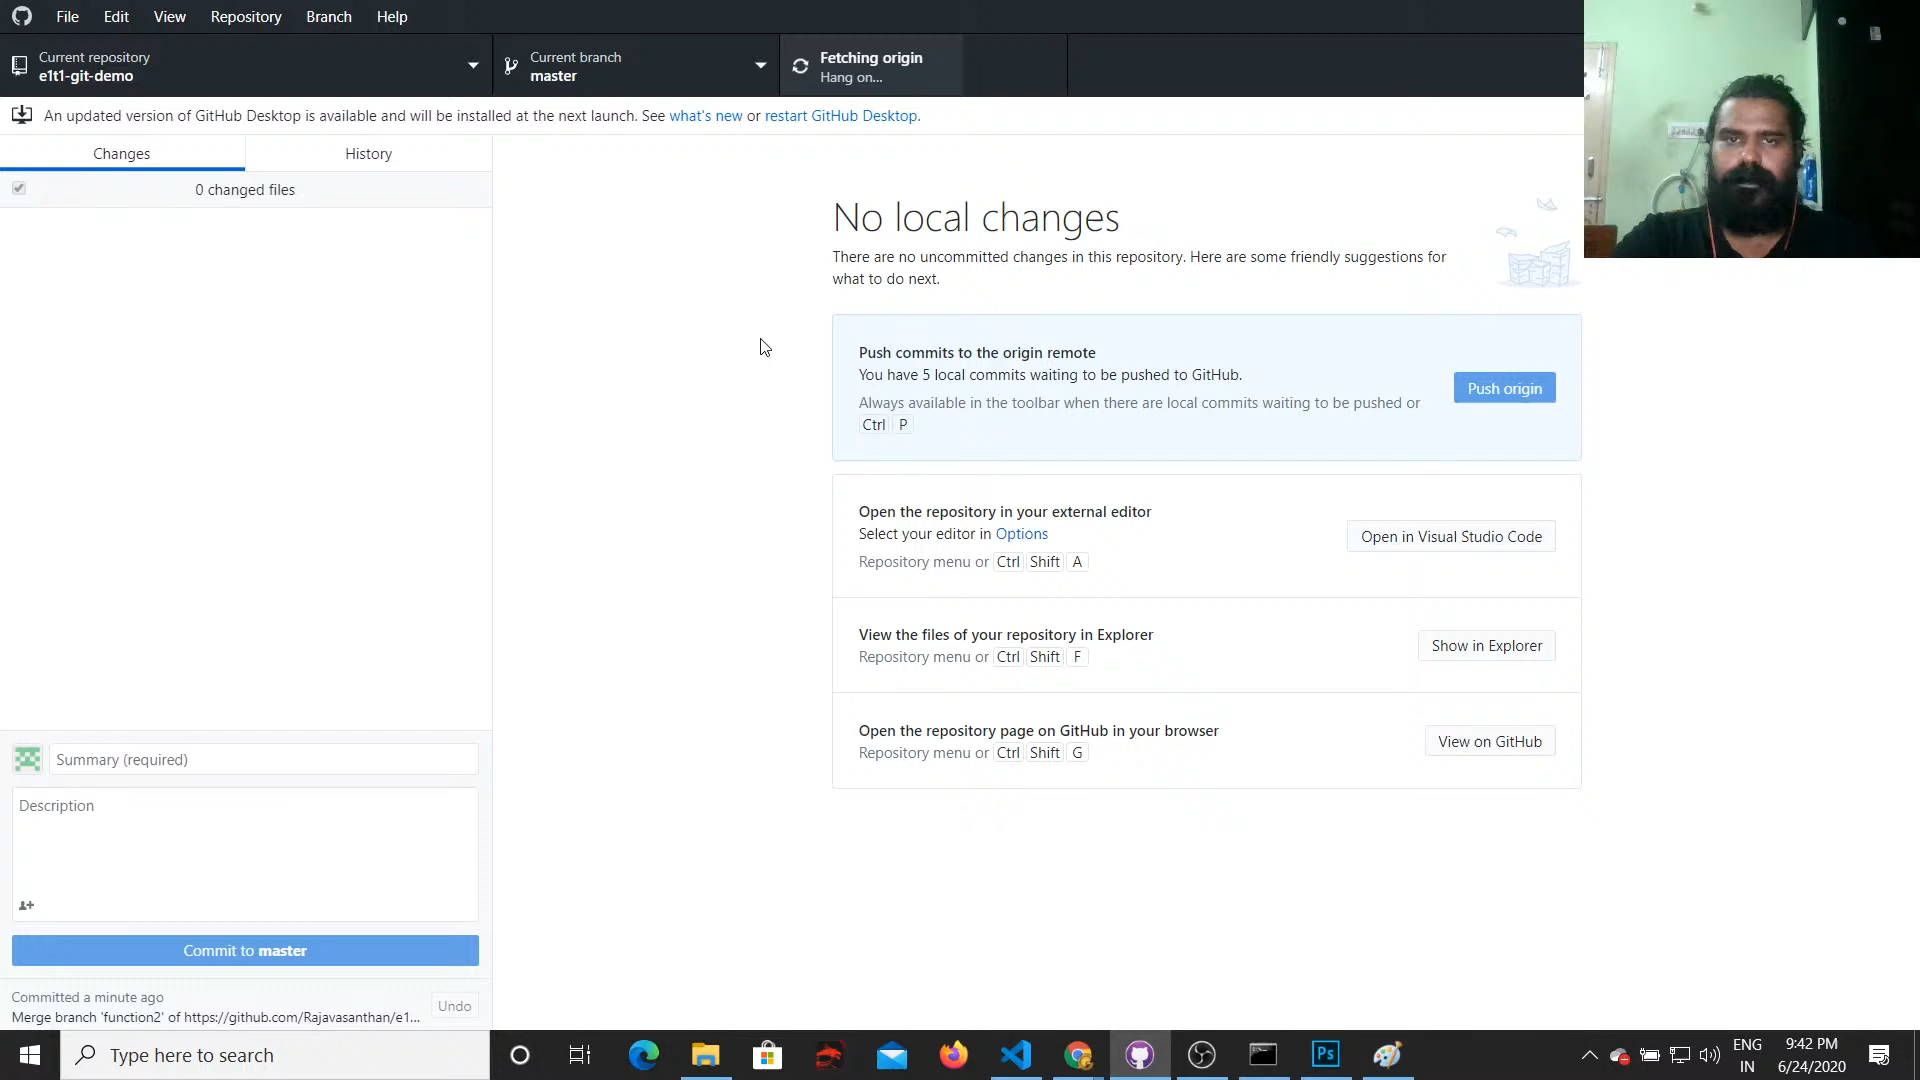 File Edit View Repository Branch Help
Current repository
e1t1-git-demo
Current branch
master
Fetching origin
Hang on...
An updated version of GitHub Desktop is available and will be installed at the next launch. See what's new or restart GitHub Desktop.
Changes
History
0 changed files
No local changes
There are no uncommitted changes in this repository. Here are some friendly suggestions for
what to do next.
Push commits to the origin remote
You have 5 local commits waiting to be pushed to GitHub.
Always available in the toolbar when there are local commits waiting to be pushed or
Ctrl P
Push origin
Open the repository in your external editor
Select your editor in Options
Repository menu or Ctrl Shift A
Open in Visual Studio Code
View the files of your repository in Explorer
Repository menu or Ctrl Shift F
Show in Explorer
Open the repository page on GitHub in your browser
Repository menu or Ctrl Shift G
View on GitHub
Summary (required)
Description
Commit to master
Committed a minute ago
Merge branch 'function2' of https://github.com/Rajavasanthan/e1...
Undo
Type here to search
Ps
ENG
IN
9:42 PM
6/24/2020